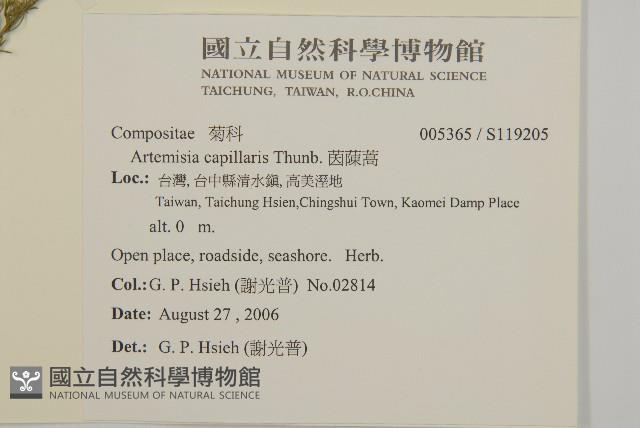 國立自然科學博物館
NATIONAL MUSEUM OF NATURAL SCIENCE
TAICHUNG, TAIWAN, R.O.CHINA
Compositae 菊科 005365 / S119205
Artemisia capillaris Thunb. 茵蔯蒿
Loc.: 台灣, 台中縣清水鎮, 高美溼地
Taiwan, Taichung Hsien,Chingshui Town, Kaomei Damp Place
alt. 0 m.
Open place, roadside, seashore. Herb.
Col.: G. P. Hsieh (謝光普) No.02814
Date: August 27 , 2006
Det.: G. P. Hsieh (謝光普)
國立自然科學博物館
NATIONAL MUSEUM OF NATURAL SCIENCE